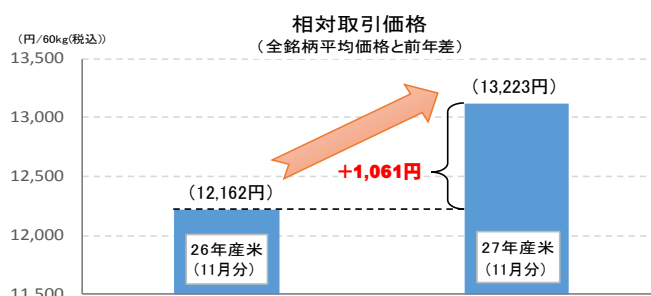 相対取引価格
(円/60kg(税込))
（全銘柄平均価格と前年差）
13,500
（13,223円）
13,000
＋1,061円
12,500
（12,162円）
12,000
26年産米
（11月分）
27年産米
（11月分）
11,500